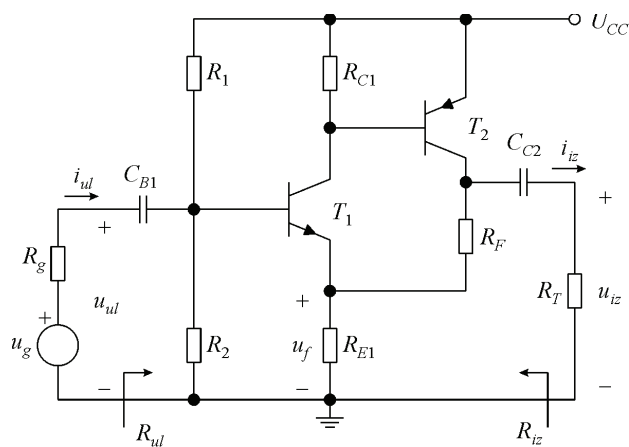 U_CC
R_1
R_C1
T_2
C_C2
i_iz
i_ul
C_B1
T_1
+
+
R_F
R_g
+
R_T
u_iz
u_ul
+
u_g
R_2
u_f
R_E1
−
−
−
R_ul
R_iz